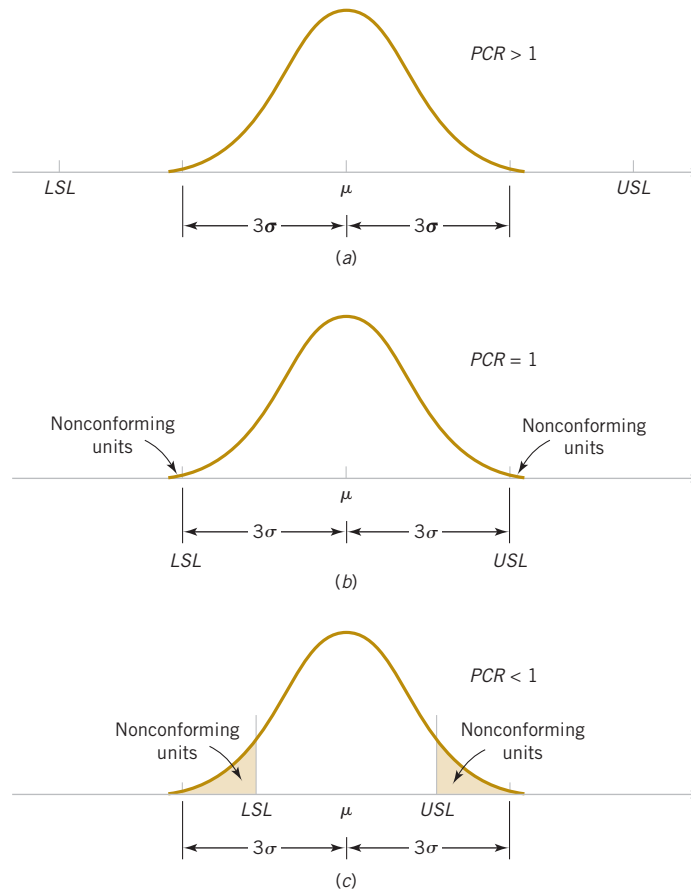 PCR > 1
LSL
μ
USL
3σ
3σ
(a)
PCR = 1
Nonconforming
units
Nonconforming
units
μ
3σ
3σ
LSL
USL
(b)
PCR < 1
Nonconforming
units
Nonconforming
units
LSL
μ
USL
3σ
3σ
(c)